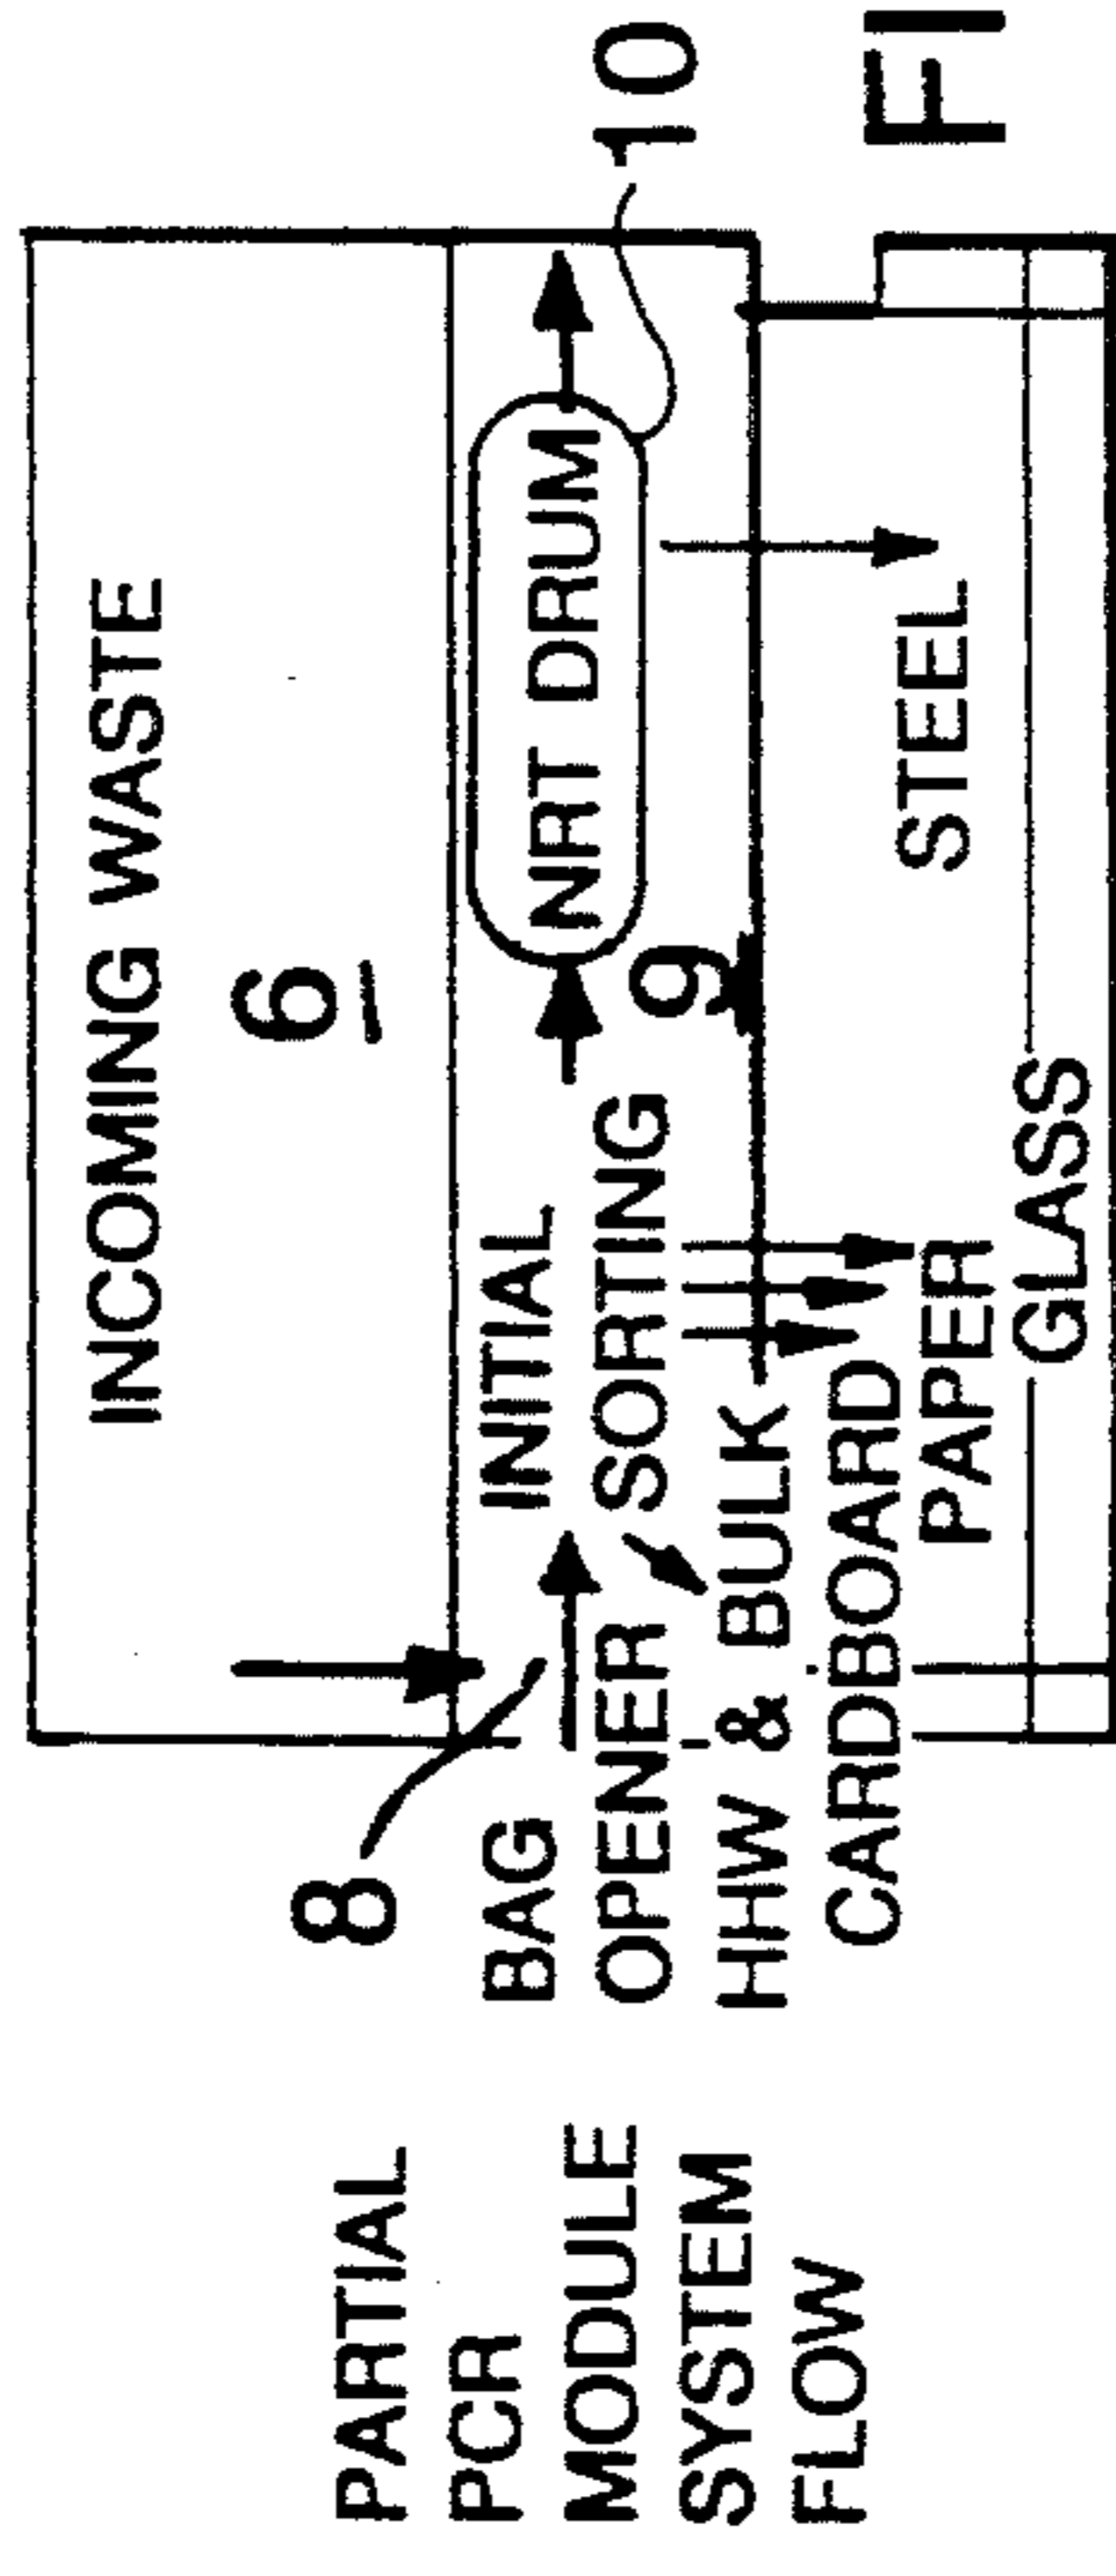 INCOMING WASTE
6
8
BAG
OPENER
INITIAL
SORTING
NRT DRUM
10
9
HHW & BULK
CARDBOARD
PAPER
GLASS
STEEL
PARTIAL
PCR
MODULE
SYSTEM
FLOW
FI